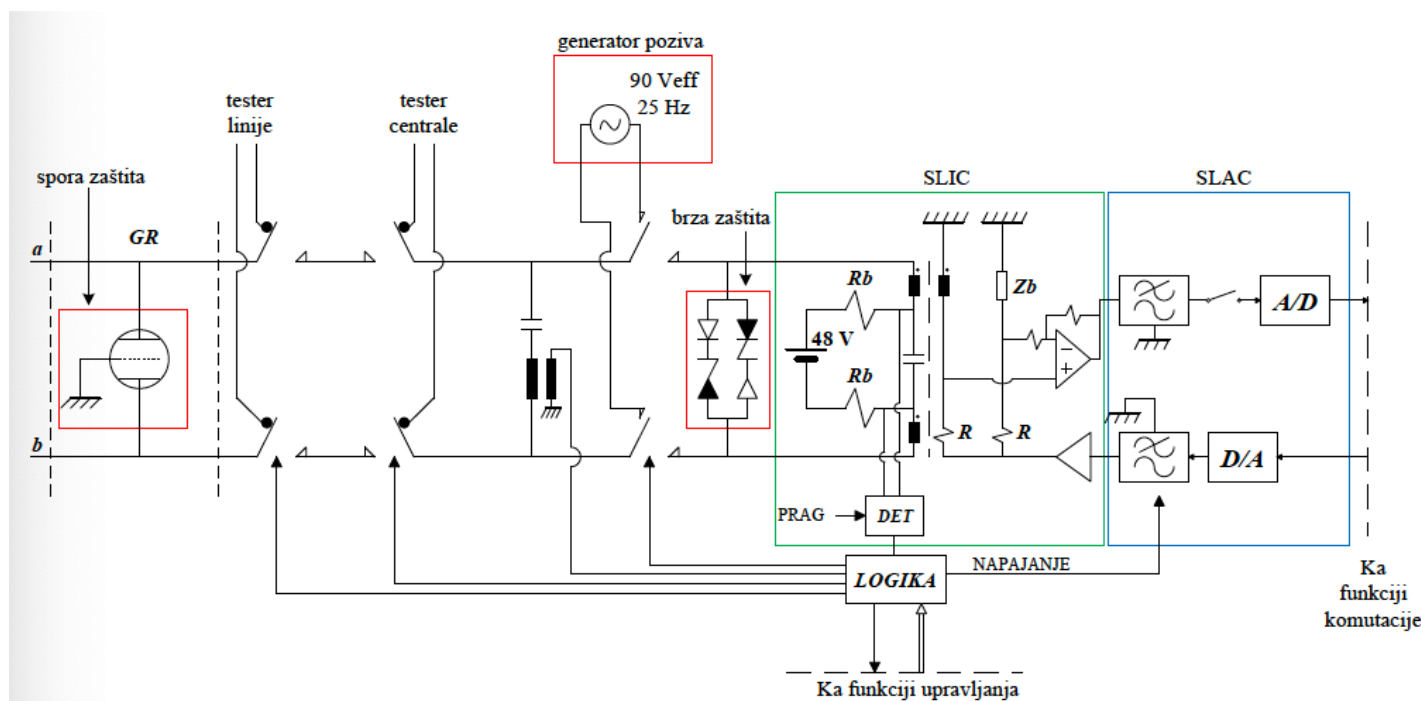 generator poziva
90 Veff
25 Hz
tester
linije
tester
centrale
spora zaštita
GR
a
b
brza zaštita
SLIC
SLAC
Rb
48 V
Rb
Zb
R
R
A/D
D/A
PRAG
DET
LOGIKA
NAPAJANJE
Ka
funkciji
komutacije
Ka funkciji upravljanja